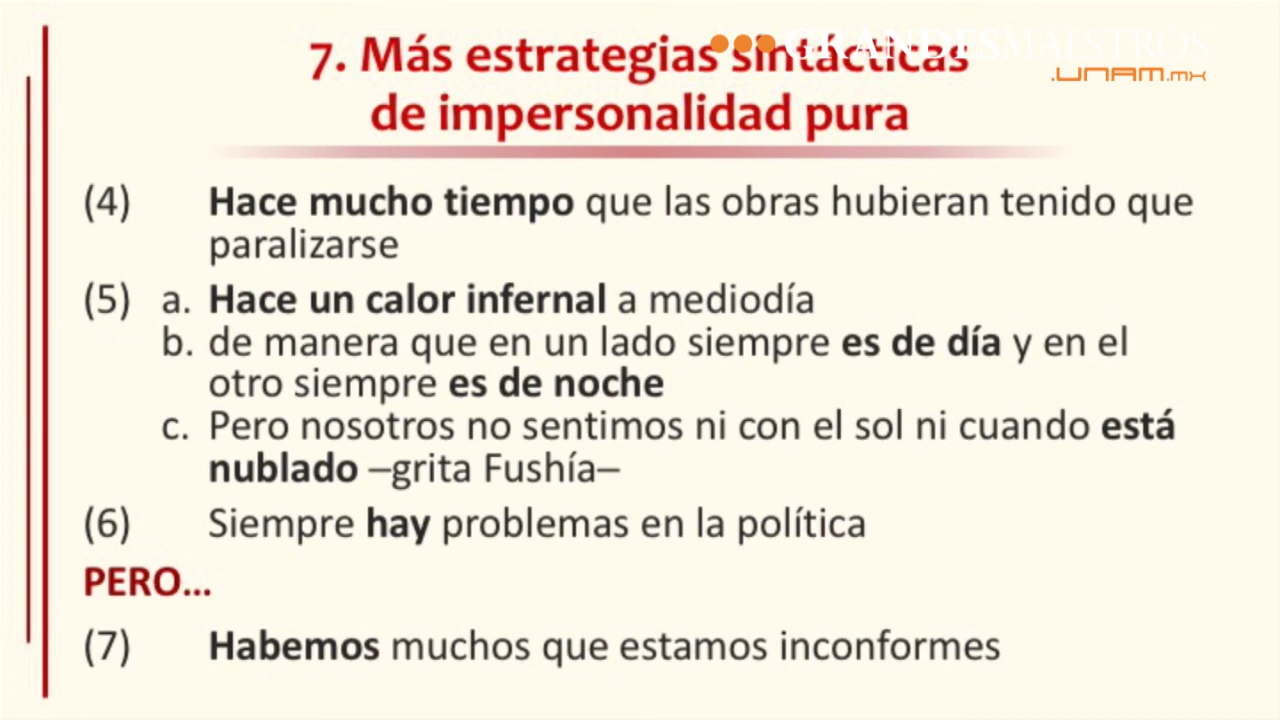 7. Más estrategias sintácticas
GRANDESMAESTROS
.UNAM.MX
de impersonalidad pura
(4) Hace mucho tiempo que las obras hubieran tenido que
paralizarse
(5) a. Hace un calor infernal a mediodía
b. de manera que en un lado siempre es de día y en el
otro siempre es de noche
c. Pero nosotros no sentimos ni con el sol ni cuando está
nublado –grita Fushía–
(6) Siempre hay problemas en la política
PERO...
(7) Habemos muchos que estamos inconformes